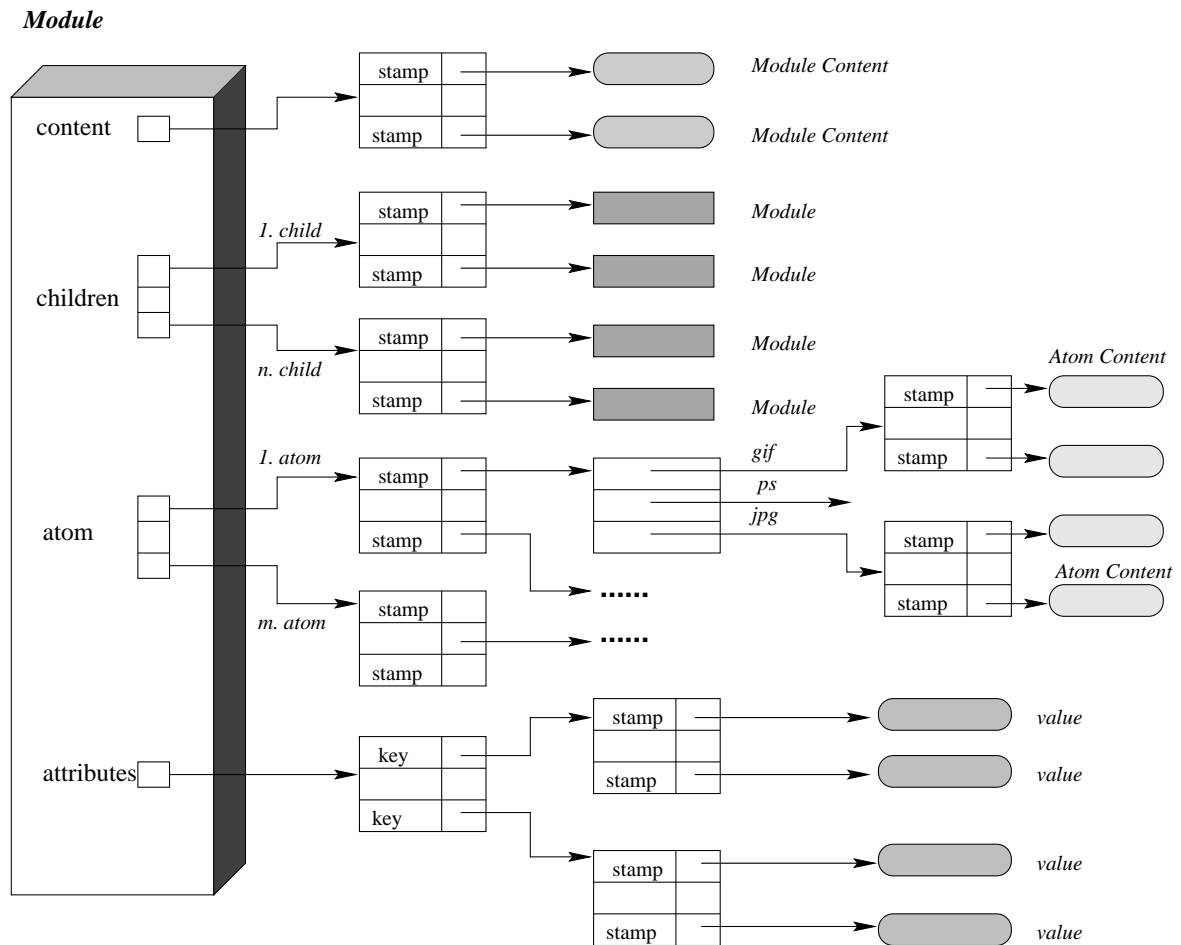 Module
stamp
Module Content
content
stamp
Module Content
stamp
Module
1. child
stamp
Module
children
stamp
Module
n. child
stamp
Module
Atom Content
stamp
1. atom
stamp
gif
stamp
ps
jpg
atom
stamp
stamp
Atom Content
stamp
......
stamp
m. atom
......
stamp
stamp
value
key
attributes
stamp
value
key
stamp
value
stamp
value